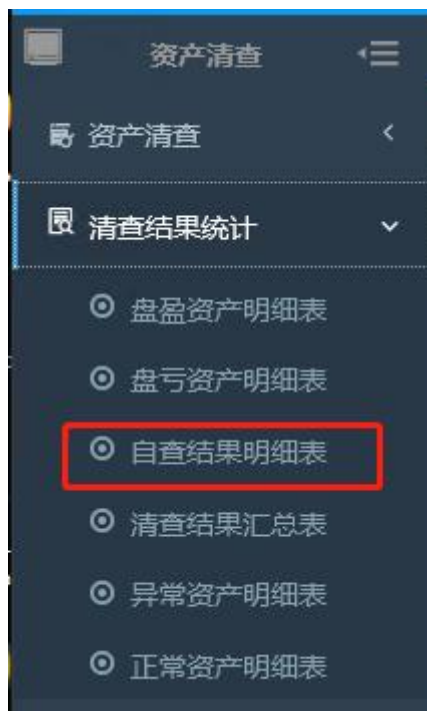 资产清查
资产清查
清查结果统计
盘盈资产明细表
盘亏资产明细表
自查结果明细表
清查结果汇总表
异常资产明细表
正常资产明细表